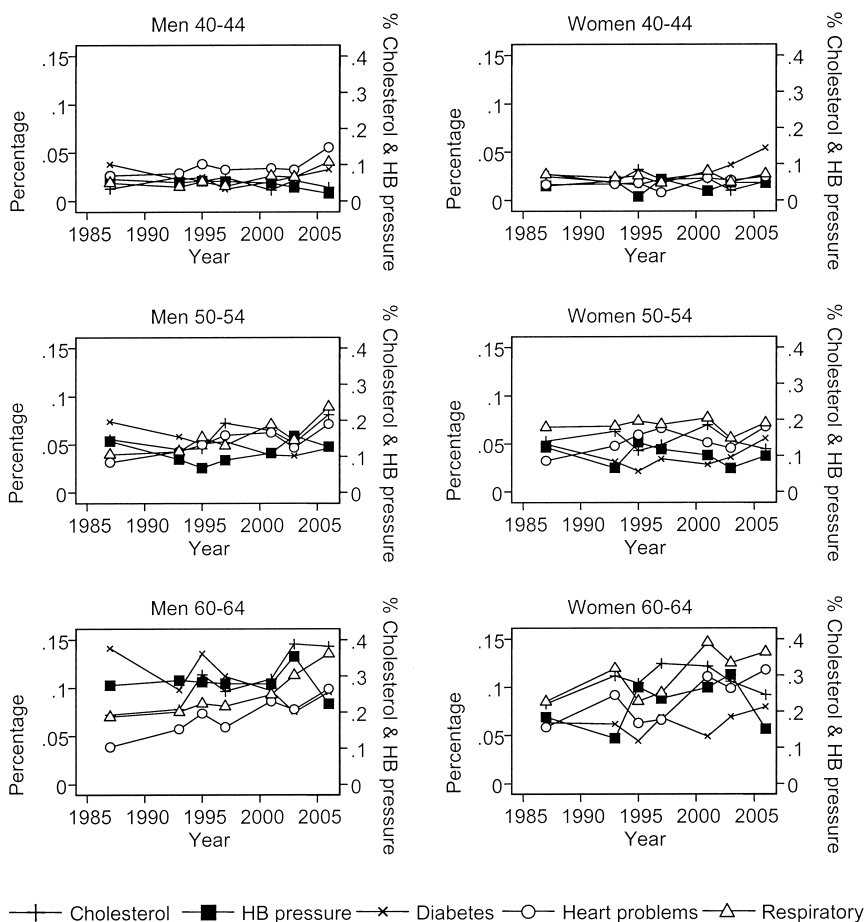 Men 40-44
Women 40-44
Percentage
.15
.1
.05
0
.4
.3
.2
.1
0
% Cholesterol & HB pressure
1985 1990 1995 2000 2005
Year
Percentage
.15
.1
.05
0
.4
.3
.2
.1
0
% Cholesterol & HB pressure
1985 1990 1995 2000 2005
Year
Men 50-54
Women 50-54
Percentage
.15
.1
.05
0
.4
.3
.2
.1
0
% Cholesterol & HB pressure
1985 1990 1995 2000 2005
Year
Percentage
.15
.1
.05
0
.4
.3
.2
.1
0
% Cholesterol & HB pressure
1985 1990 1995 2000 2005
Year
Men 60-64
Women 60-64
Percentage
.15
.1
.05
0
.4
.3
.2
.1
0
% Cholesterol & HB pressure
1985 1990 1995 2000 2005
Year
Percentage
.15
.1
.05
0
.4
.3
.2
.1
0
% Cholesterol & HB pressure
1985 1990 1995 2000 2005
Year
Cholesterol HB pressure Diabetes Heart problems Respiratory